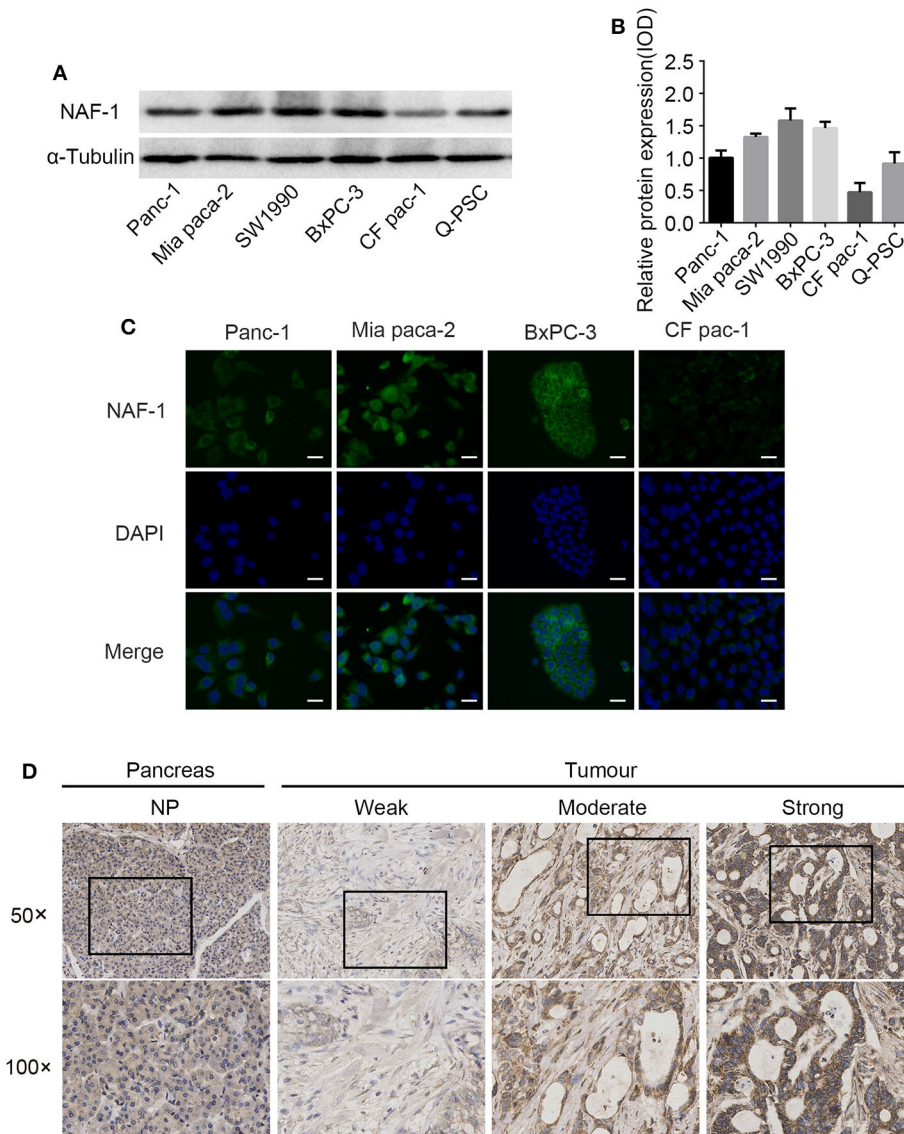 A
NAF-1
α-Tubulin
Panc-1
Mia paca-2
SW1990
BxPC-3
CF pac-1
Q-PSC
B
Relative protein expression(IOD)
2.5
2.0
1.5
1.0
0.5
0.0
Panc-1
Mia paca-2
SW1990
BxPC-3
CF pac-1
Q-PSC
C
Panc-1 Mia paca-2 BxPC-3 CF pac-1
NAF-1
DAPI
Merge
D
Pancreas Tumour
NP Weak Moderate Strong
50×
100×